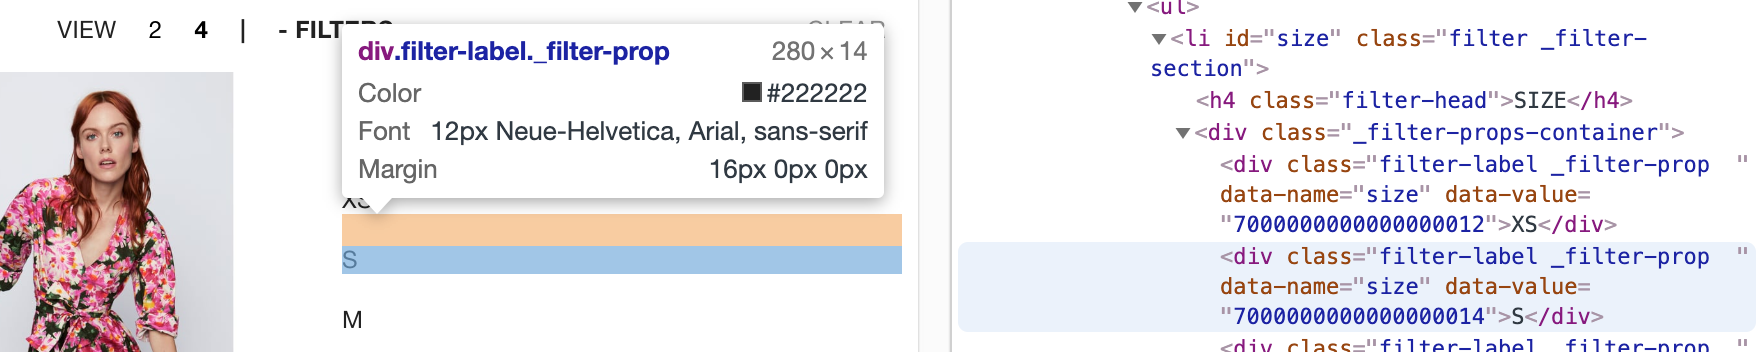 VIEW 2 4 | - FILTERS CLEAR
div.filter-label._filter-prop 280 × 14
Color #222222
Font 12px Neue-Helvetica, Arial, sans-serif
Margin 16px 0px 0px
XS
S
M
▼<ul>
▼<li id="size" class="filter _filter-
section">
<h4 class="filter-head">SIZE</h4>
▼<div class="_filter-props-container">
<div class="filter-label _filter-prop "
data-name="size" data-value=
"7000000000000000012">XS</div>
<div class="filter-label _filter-prop "
data-name="size" data-value=
"7000000000000000014">S</div>
<div class="filter-label _filter-prop "